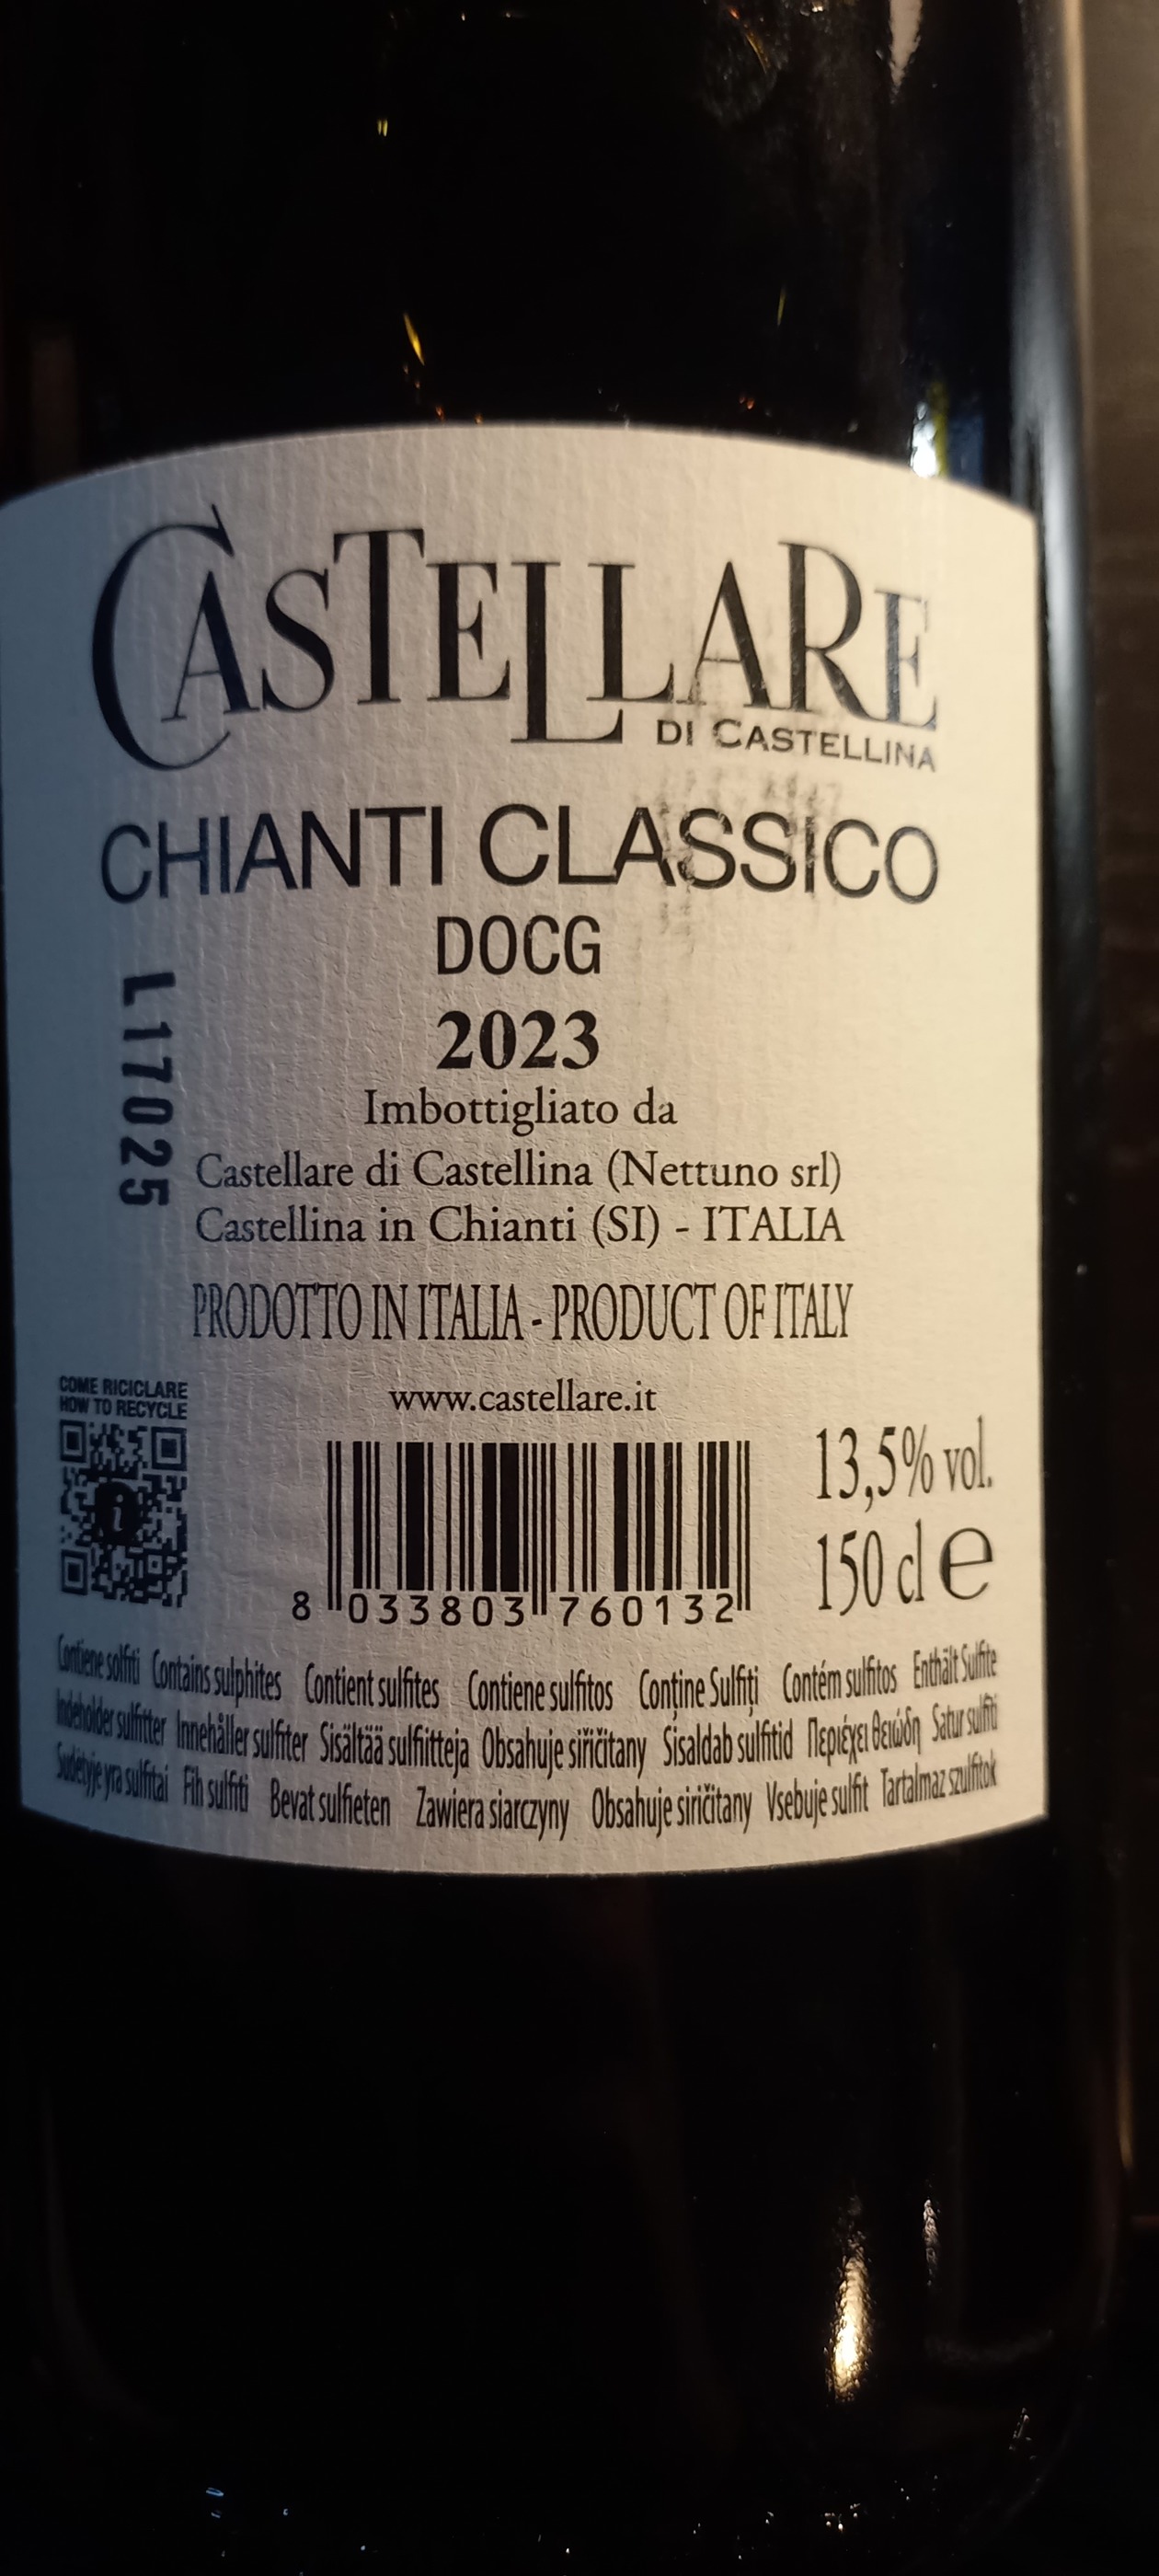 CASTELLARE
DI CASTELLINA
CHIANTI CLASSICO
DOCG
2023
L17025
Imbottigliato da
Castellare di Castellina (Nettuno srl)
Castellina in Chianti (SI) - ITALIA
PRODOTTO IN ITALIA - PRODUCT OF ITALY
COME RICICLARE
HOW TO RECYCLE
i
www.castellare.it
8 033803 760132
13,5% vol.
150 cl e
Contiene solfiti Contains sulphites Contient sulfites Contiene sulfitos Conţine Sulfiţi Contém sulfitos Enthält Sulfite
Indeholder sulfitter Innehåller sulfiter Sisältää sulfiitteja Obsahuje siřičitany Sisaldab sulfitid Περιέχει θειώδη Satur sulfīti
Sudėtyje yra sulfitai Fih sulfiti Bevat sulfieten Zawiera siarczyny Obsahuje siričitany Vsebuje sulfit Tartalmaz szulfitok